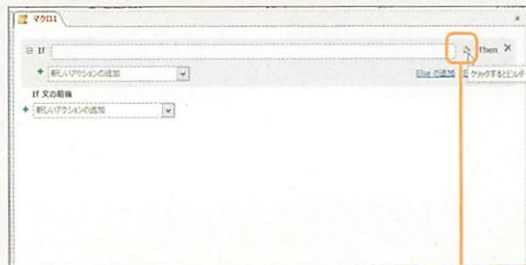 マクロ1
If
Then
新しいアクションの追加
Else の追加
クリックするとビルダー
If 文の前後
新しいアクションの追加